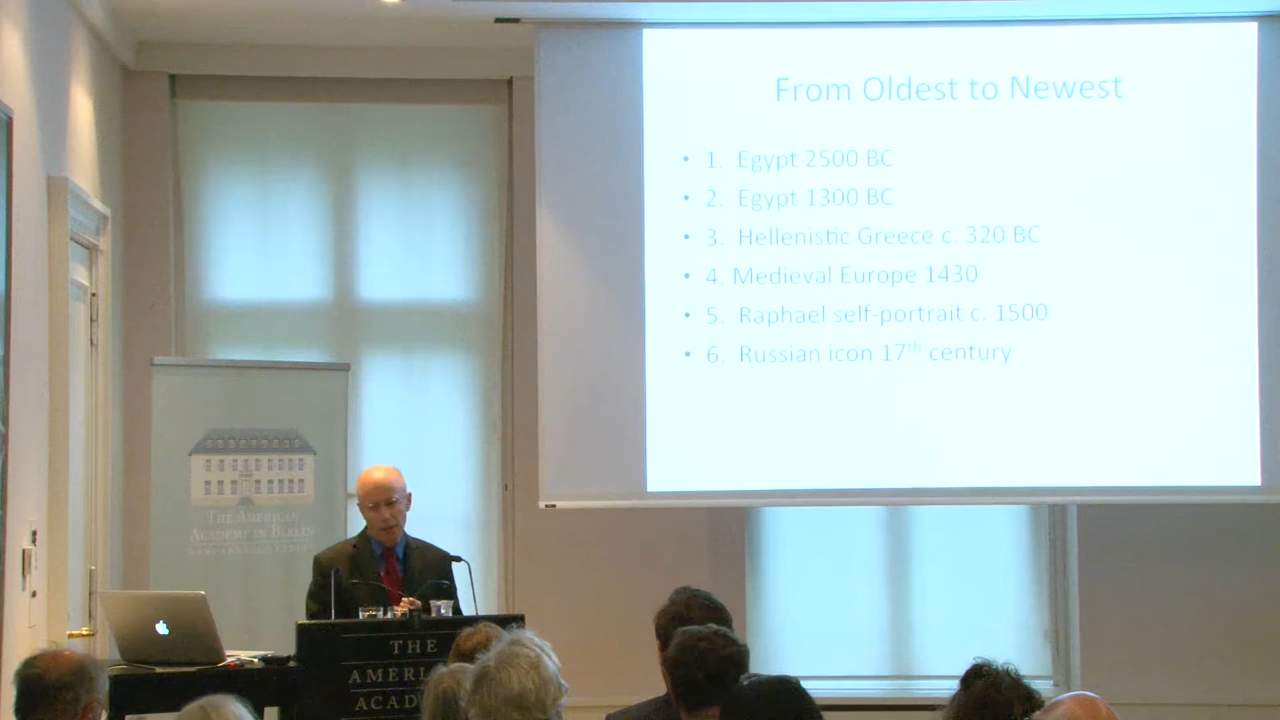 From Oldest to Newest
• 1. Egypt 2500 BC
• 2. Egypt 1300 BC
• 3. Hellenistic Greece c. 320 BC
• 4. Medieval Europe 1430
• 5. Raphael self-portrait c. 1500
• 6. Russian icon 17th century
THE AMERICAN
ACADEMY IN BERLIN
THE
AMERI
ACAD